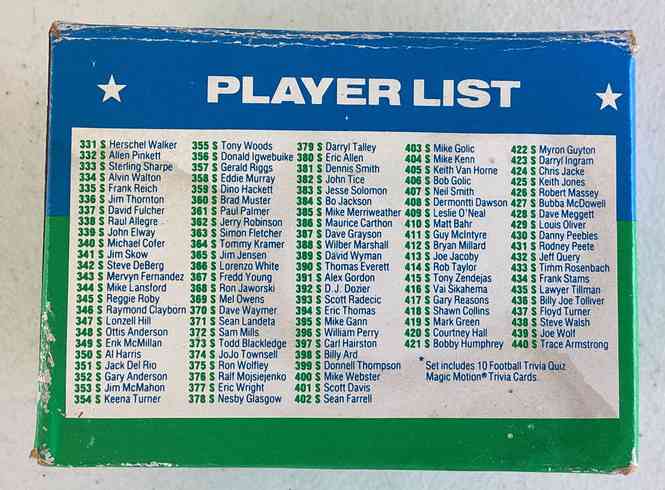 PLAYER LIST
331 S Herschel Walker
332 S Allen Pinkett
333 S Sterling Sharpe
334 S Alvin Walton
335 S Frank Reich
336 S Jim Thornton
337 S David Fulcher
338 S Raul Allegre
339 S John Elway
340 S Michael Cofer
341 S Jim Skow
342 S Steve DeBerg
343 S Mervyn Fernandez
344 S Mike Lansford
345 S Reggie Roby
346 S Raymond Clayborn
347 S Lonzell Hill
348 S Ottis Anderson
349 S Erik McMillan
350 S Al Harris
351 S Jack Del Rio
352 S Gary Anderson
353 S Jim McMahon
354 S Keena Turner
355 S Tony Woods
356 S Donald Igwebuike
357 S Gerald Riggs
358 S Eddie Murray
359 S Dino Hackett
360 S Brad Muster
361 S Paul Palmer
362 S Jerry Robinson
363 S Simon Fletcher
364 S Tommy Kramer
365 S Jim Jensen
366 S Lorenzo White
367 S Fredd Young
368 S Ron Jaworski
369 S Mel Owens
370 S Dave Waymer
371 S Sean Landeta
372 S Sam Mills
373 S Todd Blackledge
374 S JoJo Townsell
375 S Ron Wolfley
376 S Ralf Mojsiejenko
377 S Eric Wright
378 S Nesby Glasgow
379 S Darryl Talley
380 S Eric Allen
381 S Dennis Smith
382 S John Tice
383 S Jesse Solomon
384 S Bo Jackson
385 S Mike Merriweather
386 S Maurice Carthon
387 S Dave Grayson
388 S Wilber Marshall
389 S David Wyman
390 S Thomas Everett
391 S Alex Gordon
392 S D.J. Dozier
393 S Scott Radecic
394 S Eric Thomas
395 S Mike Gann
396 S William Perry
397 S Carl Hairston
398 S Billy Ard
399 S Donnell Thompson
400 S Mike Webster
401 S Scott Davis
402 S Sean Farrell
403 S Mike Golic
404 S Mike Kenn
405 S Keith Van Horne
406 S Bob Golic
407 S Neil Smith
408 S Dermontti Dawson
409 S Leslie O'Neal
410 S Matt Bahr
411 S Guy McIntyre
412 S Bryan Millard
413 S Joe Jacoby
414 S Rob Taylor
415 S Tony Zendejas
416 S Vai Sikahema
417 S Gary Reasons
418 S Shawn Collins
419 S Mark Green
420 S Courtney Hall
421 S Bobby Humphrey
422 S Myron Guyton
423 S Darryl Ingram
424 S Chris Jacke
425 S Keith Jones
426 S Robert Massey
427 S Bubba McDowell
428 S Dave Meggett
429 S Louis Oliver
430 S Danny Peebles
431 S Rodney Peete
432 S Jeff Query
433 S Timm Rosenbach
434 S Frank Stams
435 S Lawyer Tillman
436 S Billy Joe Tolliver
437 S Floyd Turner
438 S Steve Walsh
439 S Joe Wolf
440 S Trace Armstrong
*Set includes 10 Football Trivia Quiz
Magic Motion® Trivia Cards.